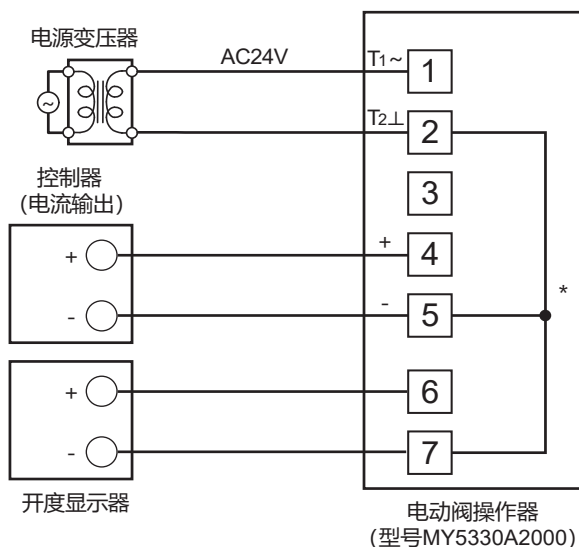 电源变压器
AC24V
T1~
1
~
T2⊥
2
控制器
(电流输出)
3
+
+
4
-
-
5
*
+
6
-
7
开度显示器
电动阀操作器
(型号MY5330A2000)